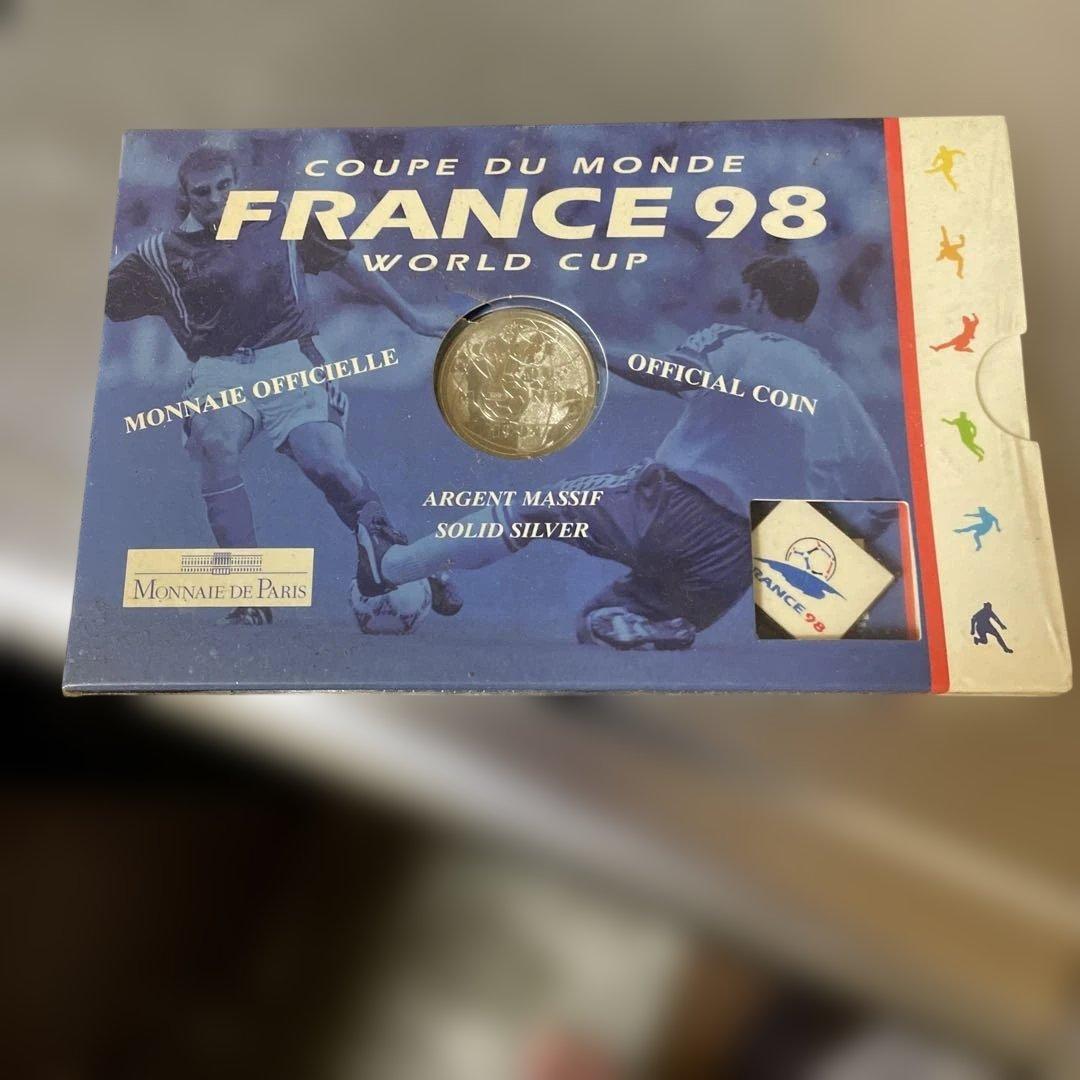 COUPE DU MONDE
FRANCE 98
WORLD CUP
MONNAIE OFFICIELLE
OFFICIAL COIN
ARGENT MASSIF
SOLID SILVER
MONNAIE DE PARIS
RANCE 98